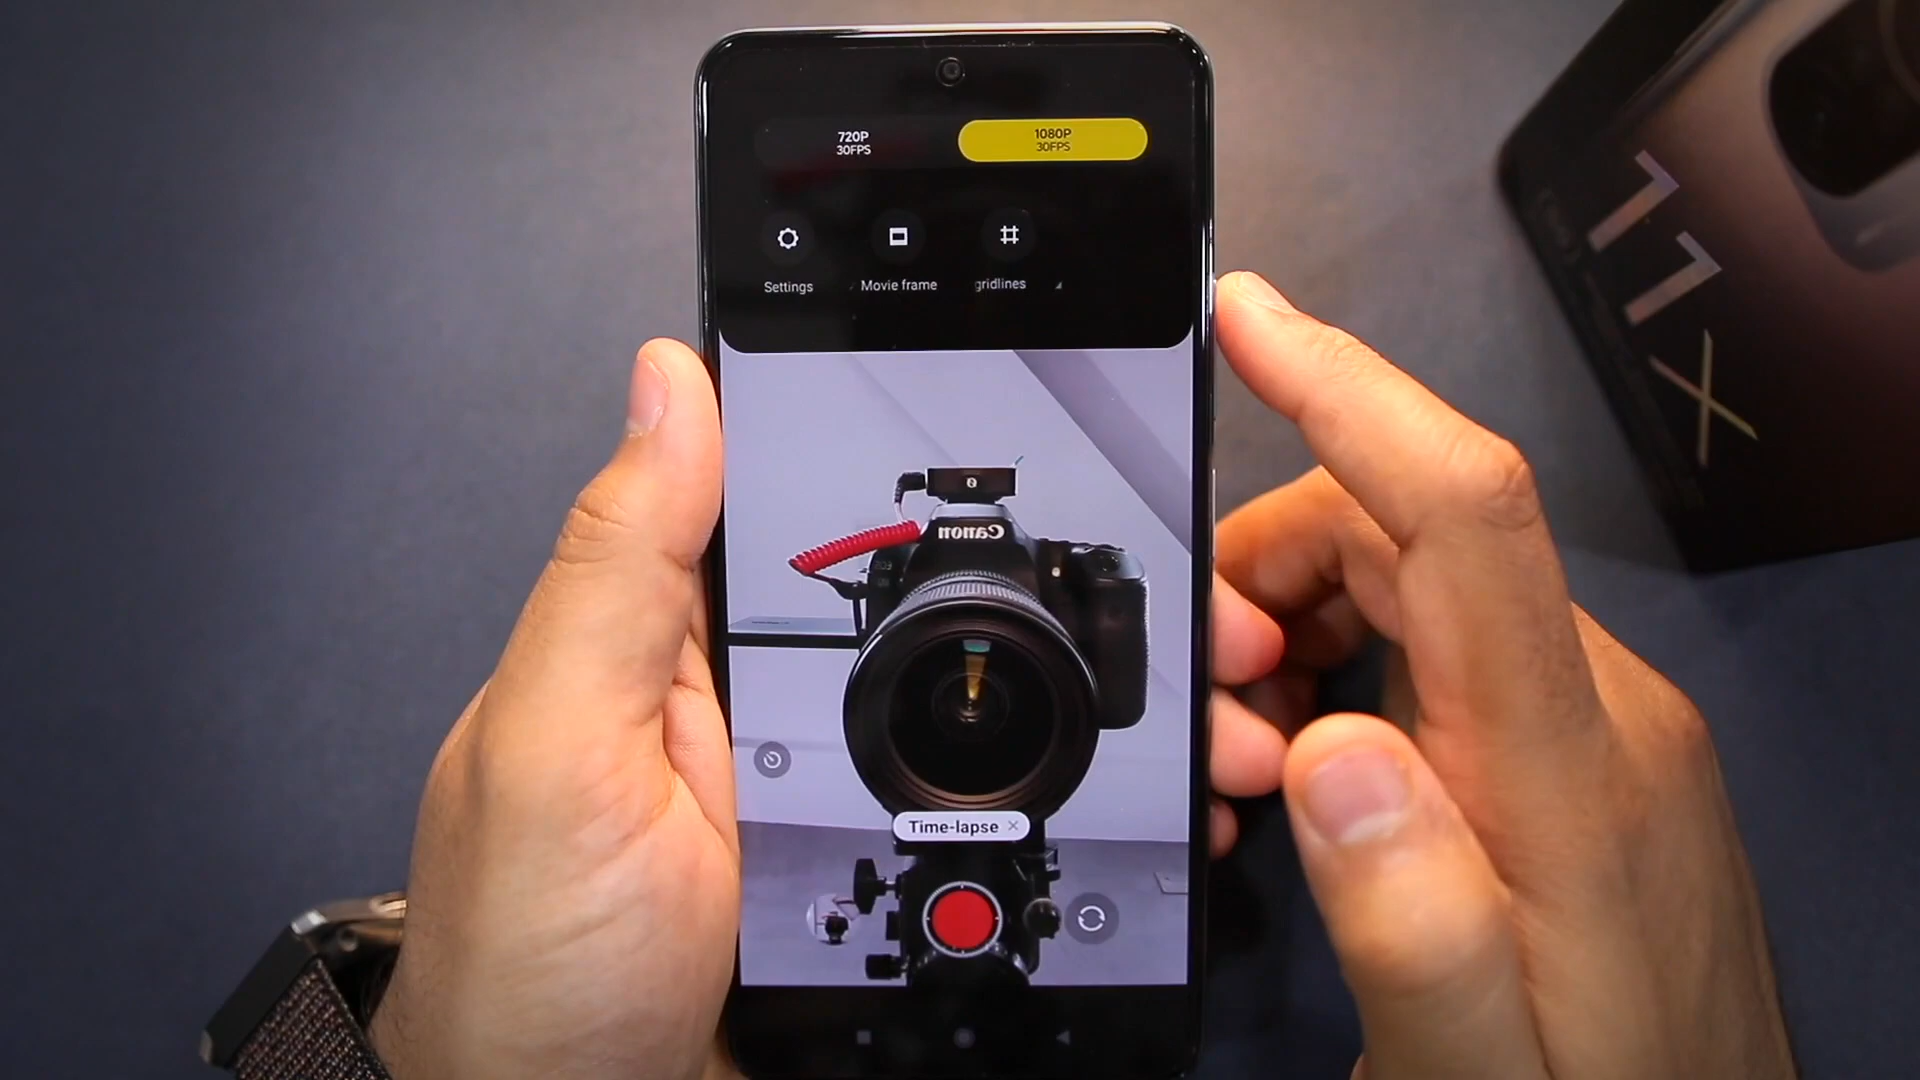 720P
30FPS
1080P
30FPS
Settings
Movie frame
gridlines
Canon
Time-lapse
11X